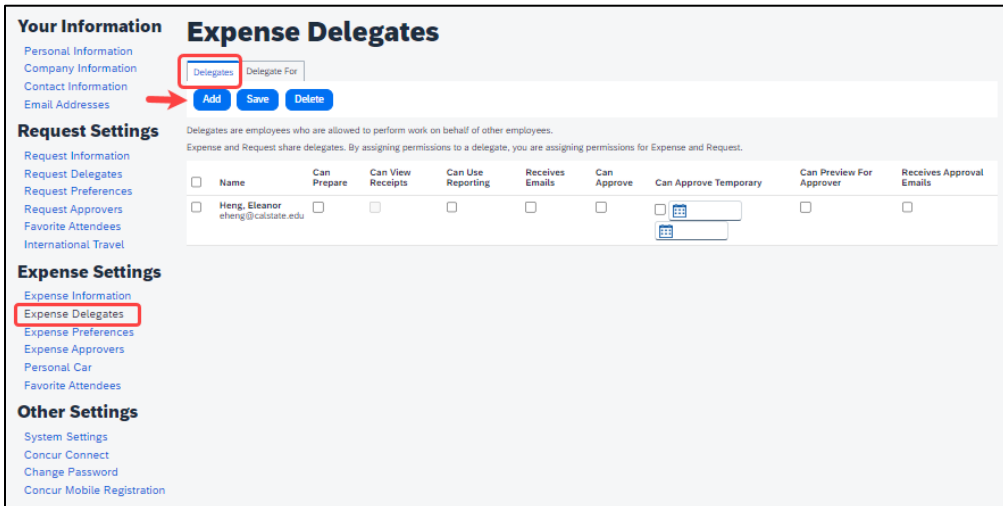 Your Information
Personal Information
Company Information
Contact Information
Email Addresses
Request Settings
Request Information
Request Delegates
Request Preferences
Request Approvers
Favorite Attendees
International Travel
Expense Settings
Expense Information
Expense Delegates
Expense Preferences
Expense Approvers
Personal Car
Favorite Attendees
Other Settings
System Settings
Concur Connect
Change Password
Concur Mobile Registration
Expense Delegates
Delegates Delegate For
Add Save Delete
Delegates are employees who are allowed to perform work on behalf of other employees.
Expense and Request share delegates. By assigning permissions to a delegate, you are assigning permissions for Expense and Request.
Can Can View Can Use Receives Can Can Preview For Receives Approval
Name Prepare Receipts Reporting Emails Approve Can Approve Temporary Approver Emails
Heng, Eleanor
eheng@calstate.edu